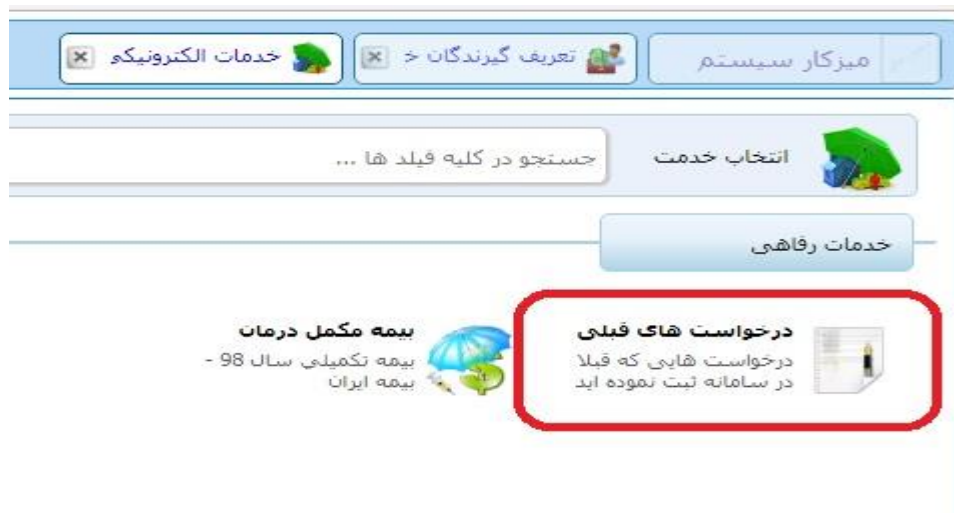 میزکار سیستم
تعریف گیرندگان خ
خدمات الکترونیکی
انتخاب خدمت
جستجو در کلیه فیلد ها ...
خدمات رفاهی
درخواست های قبلی
درخواست هایی که قبلا
در سامانه ثبت نموده اید
بیمه مکمل درمان
بیمه تکمیلی سال 98 -
بیمه ایران